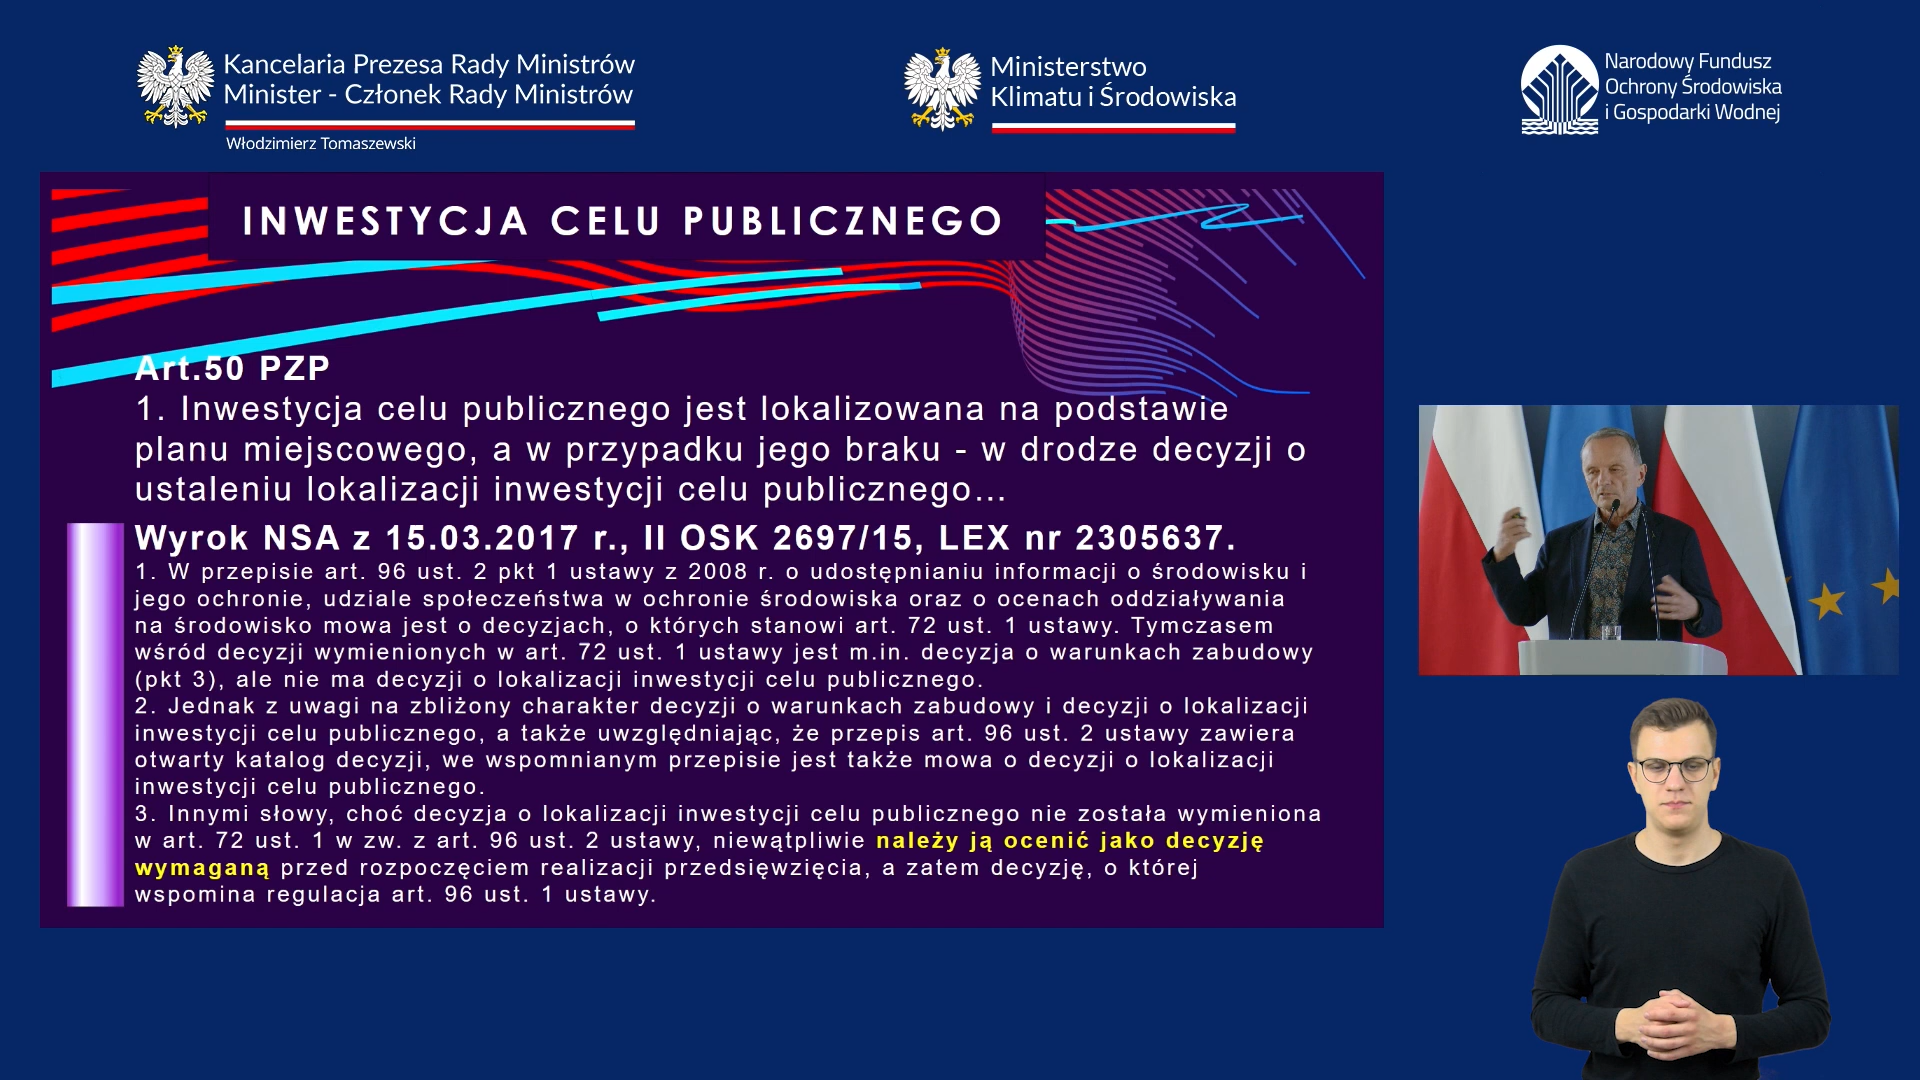 Kancelaria Prezesa Rady Ministrów
Minister - Członek Rady Ministrów
Włodzimierz Tomaszewski
Ministerstwo
Klimatu i Środowiska
Narodowy Fundusz
Ochrony Środowiska
i Gospodarki Wodnej
INWESTYCJA CELU PUBLICZNEGO
Art.50 PZP
1. Inwestycja celu publicznego jest lokalizowana na podstawie
planu miejscowego, a w przypadku jego braku - w drodze decyzji o
ustaleniu lokalizacji inwestycji celu publicznego...
Wyrok NSA z 15.03.2017 r., II OSK 2697/15, LEX nr 2305637.
1. W przepisie art. 96 ust. 2 pkt 1 ustawy z 2008 r. o udostępnianiu informacji o środowisku i
jego ochronie, udziale społeczeństwa w ochronie środowiska oraz o ocenach oddziaływania
na środowisko mowa jest o decyzjach, o których stanowi art. 72 ust. 1 ustawy. Tymczasem
wśród decyzji wymienionych w art. 72 ust. 1 ustawy jest m.in. decyzja o warunkach zabudowy
(pkt 3), ale nie ma decyzji o lokalizacji inwestycji celu publicznego.
2. Jednak z uwagi na zbliżony charakter decyzji o warunkach zabudowy i decyzji o lokalizacji
inwestycji celu publicznego, a także uwzględniając, że przepis art. 96 ust. 2 ustawy zawiera
otwarty katalog decyzji, we wspomnianym przepisie jest także mowa o decyzji o lokalizacji
inwestycji celu publicznego.
3. Innymi słowy, choć decyzja o lokalizacji inwestycji celu publicznego nie została wymieniona
w art. 72 ust. 1 w zw. z art. 96 ust. 2 ustawy, niewątpliwie należy ją ocenić jako decyzję
wymaganą przed rozpoczęciem realizacji przedsięwzięcia, a zatem decyzję, o której
wspomina regulacja art. 96 ust. 1 ustawy.